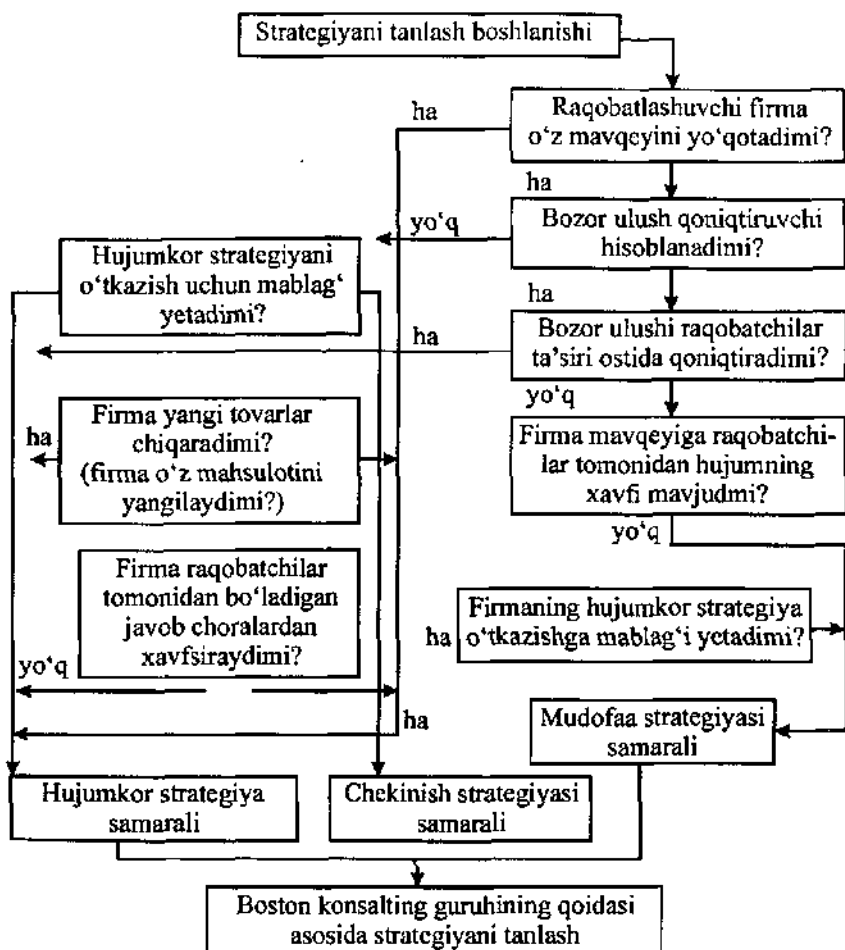 Strategiyani tanlash boshlanishi
ha
Raqobatlashuvchi firma
o‘z mavqeyini yo‘qotadimi?
ha
yo‘q
Bozor ulush qoniqtiruvchi
hisoblanadimi?
Hujumkor strategiyani
o‘tkazish uchun mablag‘
yetadimi?
ha
ha
Bozor ulushi raqobatchilar
ta’siri ostida qoniqtiradimi?
yo‘q
ha
Firma yangi tovarlar
chiqaradimi?
(firma o‘z mahsulotini
yangilaydimi?)
Firma mavqeyiga raqobatchi-
lar tomonidan hujumning
xavfi mavjudmi?
yo‘q
Firma raqobatchilar
tomonidan bo‘ladigan
javob choralardan
xavfsiraydimi?
ha
Firmaning hujumkor strategiya
o‘tkazishga mablag‘i yetadimi?
yo‘q
ha
Mudofaa strategiyasi
samarali
Hujumkor strategiya
samarali
Chekinish strategiyasi
samarali
Boston konsalting guruhining qoidasi
asosida strategiyani tanlash